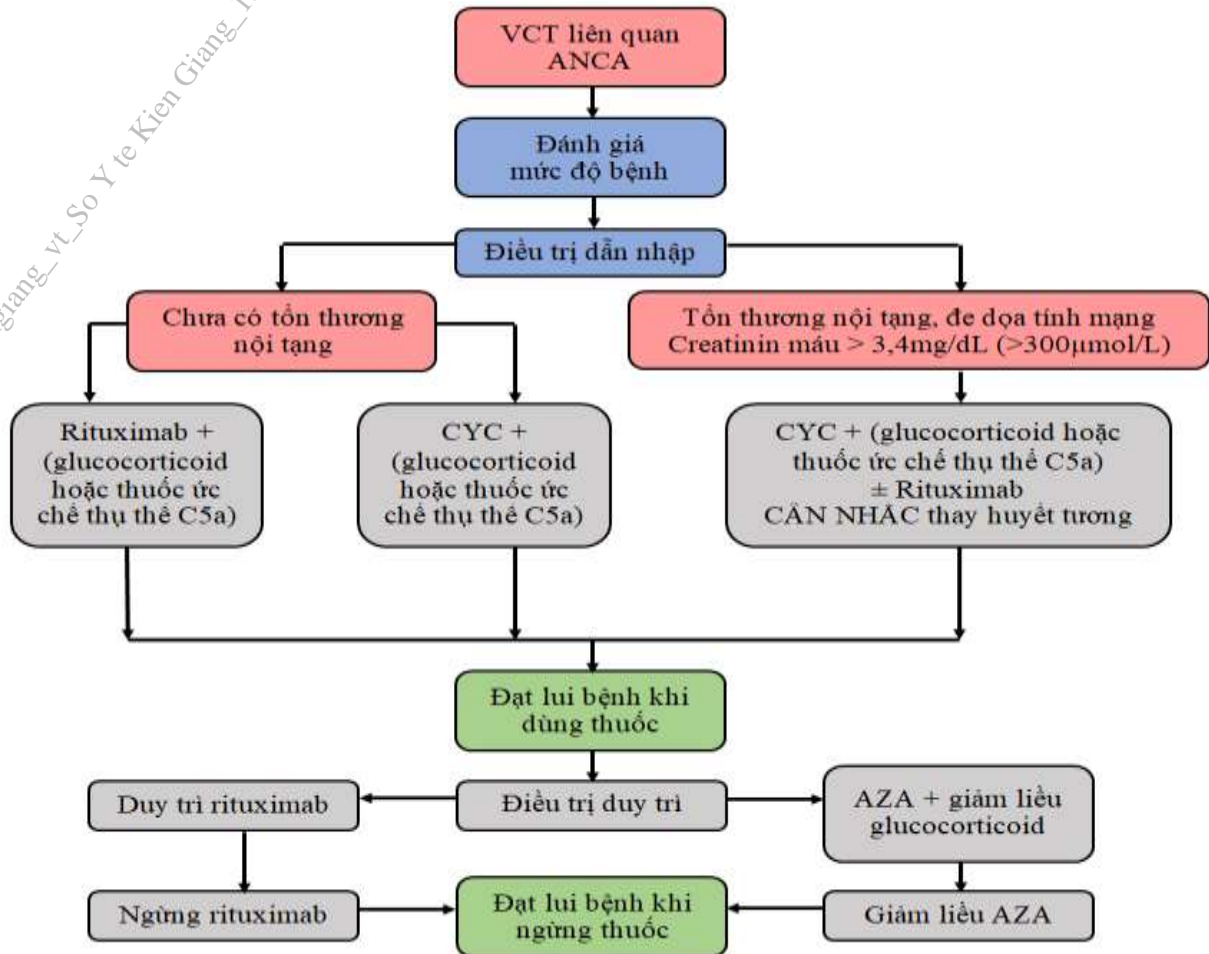 giang_vt_So Y te Kien Giang_
VCT liên quan
ANCA
Đánh giá
mức độ bệnh
Điều trị dẫn nhập
Chưa có tổn thương
nội tạng
Tổn thương nội tạng, đe dọa tính mạng
Creatinin máu > 3,4mg/dL (>300µmol/L)
Rituximab +
(glucocorticoid
hoặc thuốc ức
chế thụ thể C5a)
CYC +
(glucocorticoid
hoặc thuốc ức
chế thụ thể C5a)
CYC + (glucocorticoid hoặc
thuốc ức chế thụ thể C5a)
± Rituximab
CÂN NHẮC thay huyết tương
Đạt lui bệnh khi
dùng thuốc
Duy trì rituximab
Điều trị duy trì
AZA + giảm liều
glucocorticoid
Ngừng rituximab
Đạt lui bệnh khi
ngừng thuốc
Giảm liều AZA